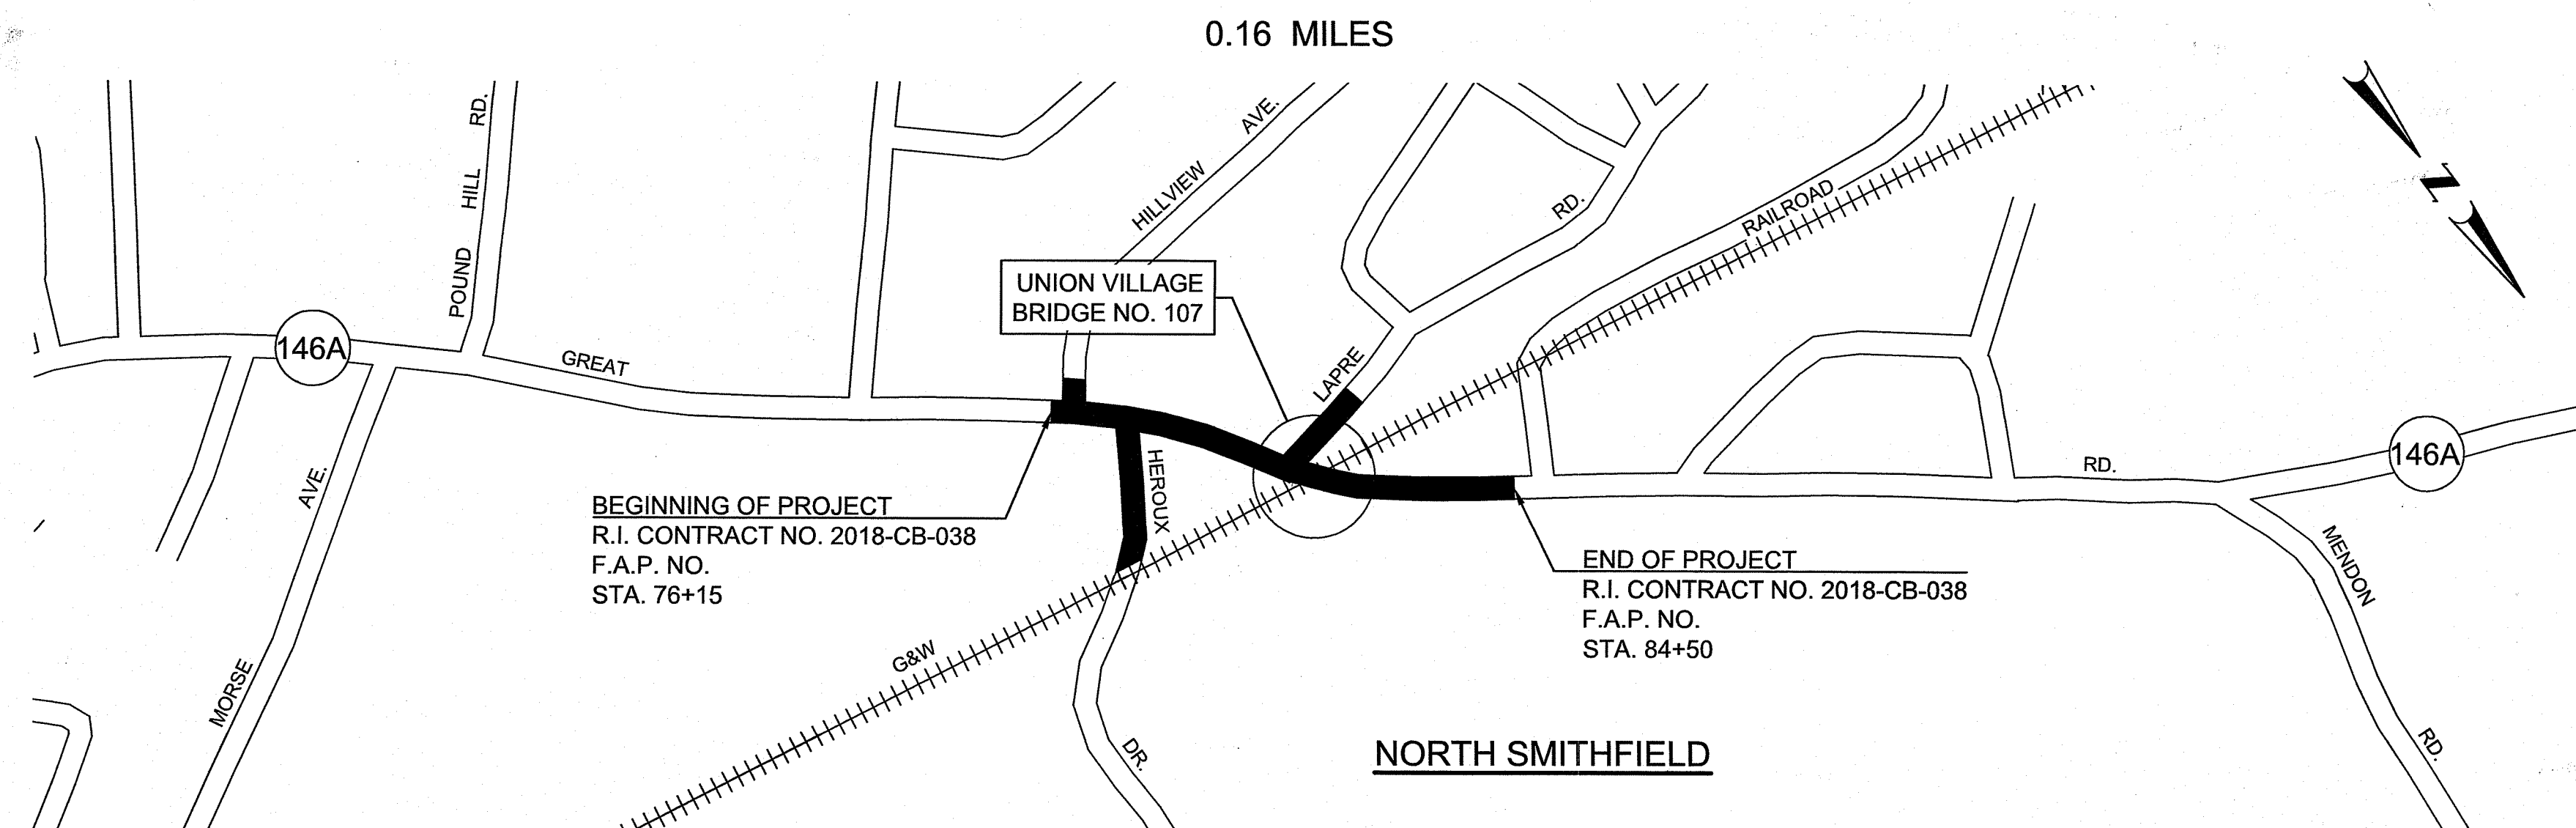 0.16 MILES
POUND HILL RD.
HILLVIEW AVE.
UNION VILLAGE
BRIDGE NO. 107
146A
GREAT
LAPRE RD.
RAILROAD
N
146A
RD.
MORSE AVE.
BEGINNING OF PROJECT
R.I. CONTRACT NO. 2018-CB-038
F.A.P. NO.
STA. 76+15
HEROUX DR.
G&W
END OF PROJECT
R.I. CONTRACT NO. 2018-CB-038
F.A.P. NO.
STA. 84+50
MENDON RD.
NORTH SMITHFIELD